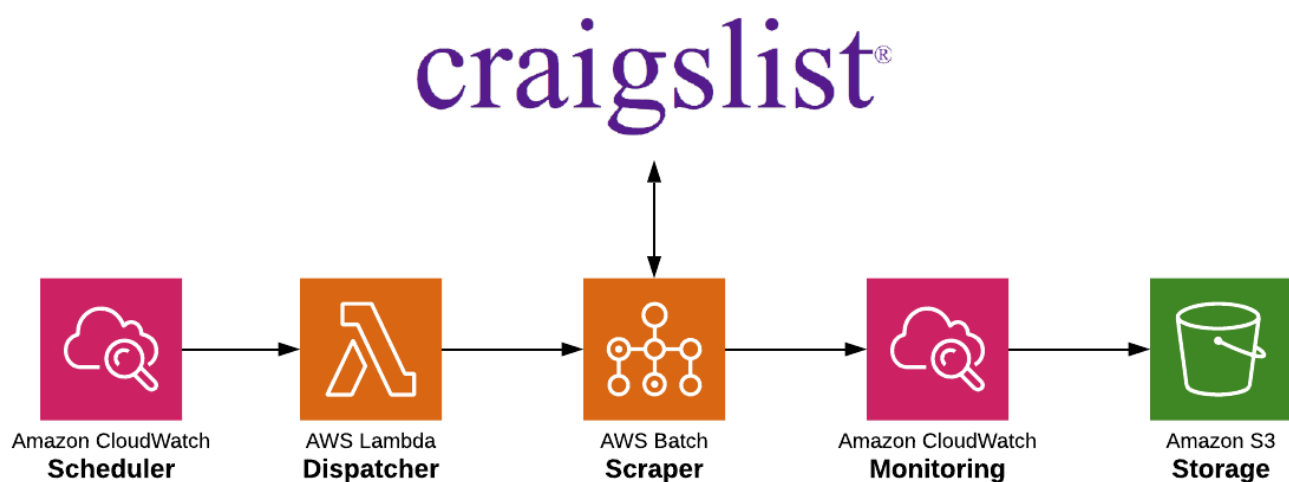 craigslist®
Amazon CloudWatch
Scheduler
AWS Lambda
Dispatcher
AWS Batch
Scraper
Amazon CloudWatch
Monitoring
Amazon S3
Storage